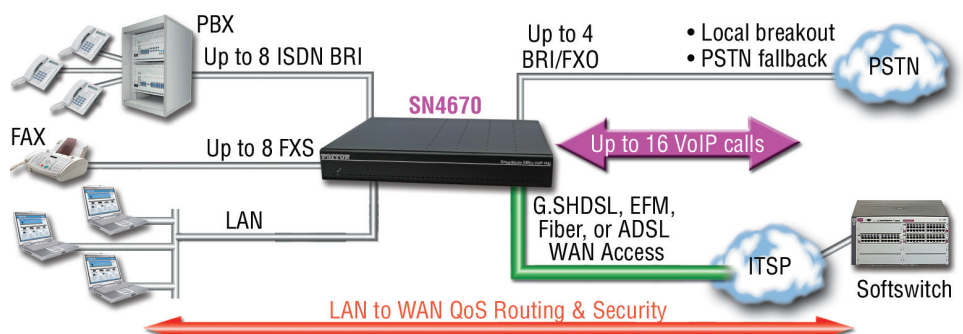 PBX
Up to 8 ISDN BRI
Up to 4
BRI/FXO
• Local breakout
• PSTN fallback
PSTN
SN4670
FAX
Up to 8 FXS
Up to 16 VoIP calls
LAN
G.SHDSL, EFM,
Fiber, or ADSL
WAN Access
ITSP
Softswitch
LAN to WAN QoS Routing & Security